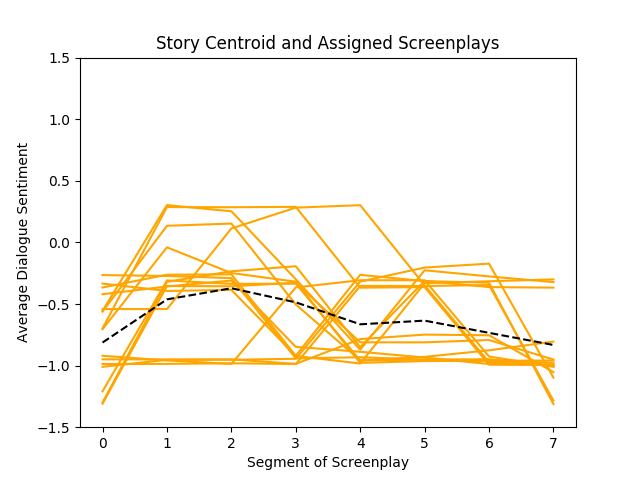 Story Centroid and Assigned Screenplays
1.5
1.0
0.5
0.0
−0.5
−1.0
−1.5
Average Dialogue Sentiment
0 1 2 3 4 5 6 7
Segment of Screenplay